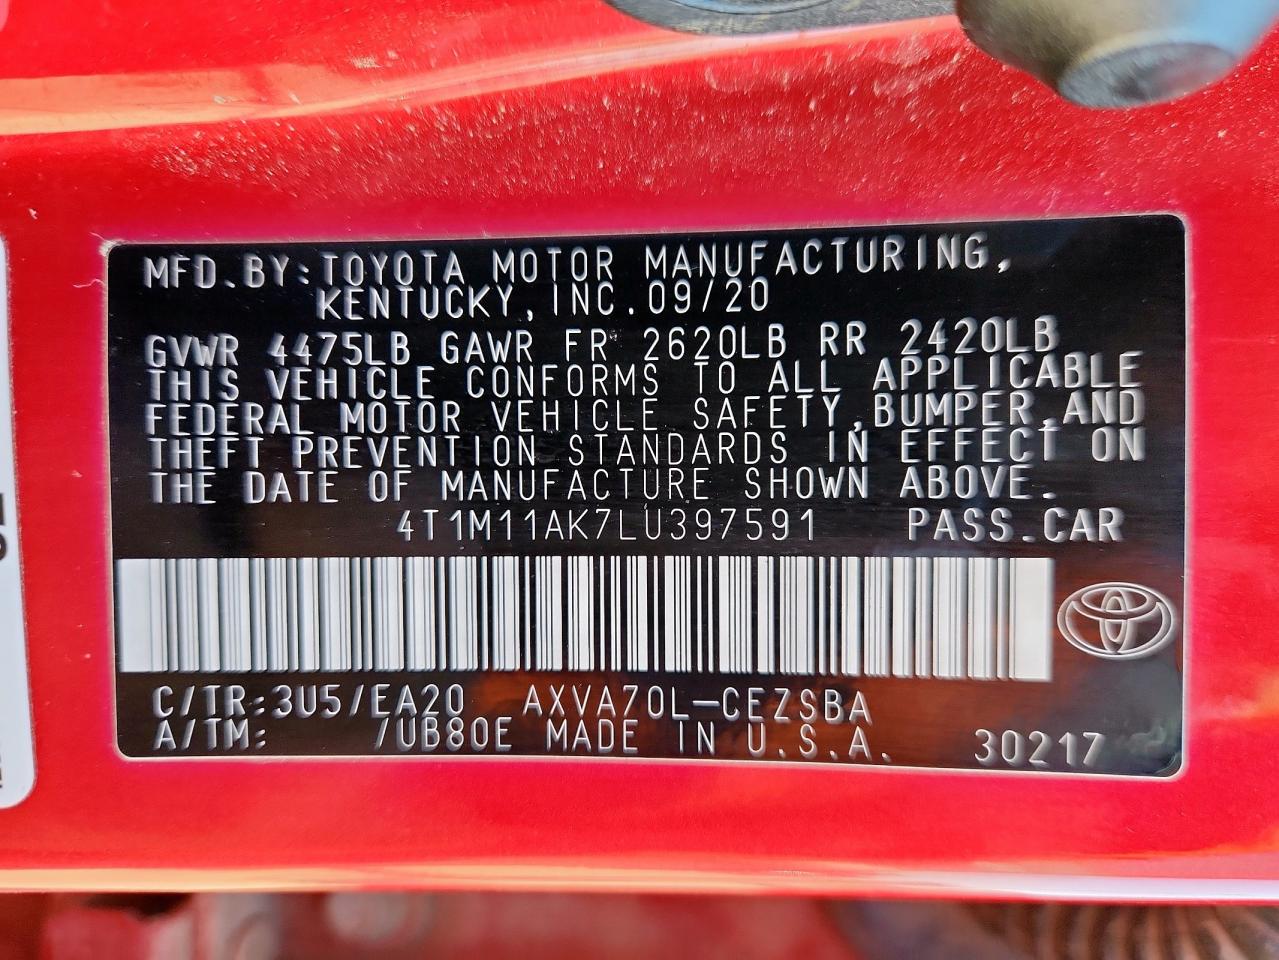 MFD.BY:TOYOTA MOTOR MANUFACTURING,
KENTUCKY,INC.09/20
GVWR 4475LB GAWR FR 2620LB RR 2420LB
THIS VEHICLE CONFORMS TO ALL APPLICABLE
FEDERAL MOTOR VEHICLE SAFETY,BUMPER,AND
THEFT PREVENTION STANDARDS IN EFFECT ON
THE DATE OF MANUFACTURE SHOWN ABOVE.
4T1M11AK7LU397591 PASS.CAR
C/TR:3U5/EA20 AXVA70L-CEZSBA
A/TM: /UB80E MADE IN U.S.A. 30217